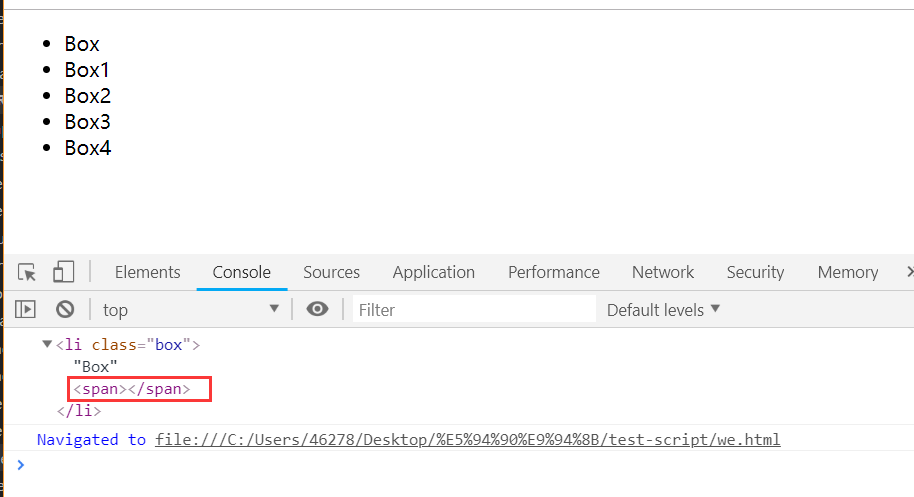 Box
Box1
Box2
Box3
Box4
Elements Console Sources Application Performance Network Security Memory
top Filter Default levels
<li class="box">
"Box"
<span></span>
</li>
Navigated to file:///C:/Users/46278/Desktop/%E5%94%90%E9%94%8B/test-script/we.html